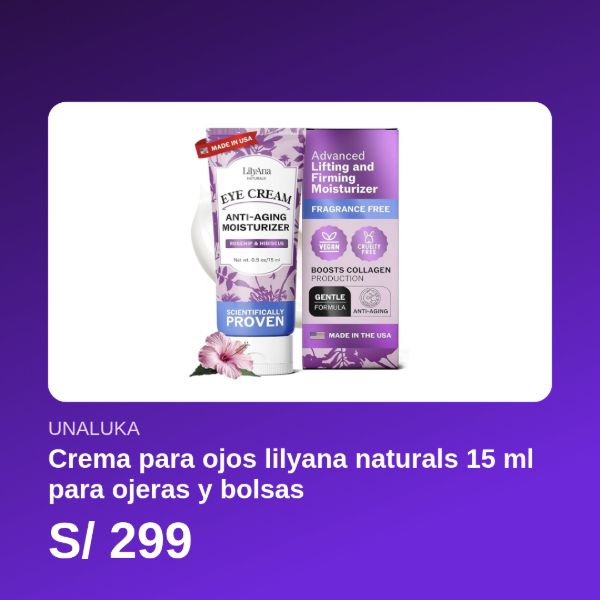 MADE IN USA
LilyAna
NATURALS
EYE CREAM
ANTI-AGING
MOISTURIZER
ROSEHIP & HIBISCUS
Net wt. 0.5 oz/15 ml
SCIENTIFICALLY
PROVEN
Advanced
Lifting and
Firming
Moisturizer
FRAGRANCE FREE
VEGAN
CRUELTY
FREE
BOOSTS COLLAGEN
PRODUCTION
GENTLE
FORMULA
ANTI-AGING
MADE IN THE USA
UNALUKA
Crema para ojos lilyana naturals 15 ml
para ojeras y bolsas
S/ 299